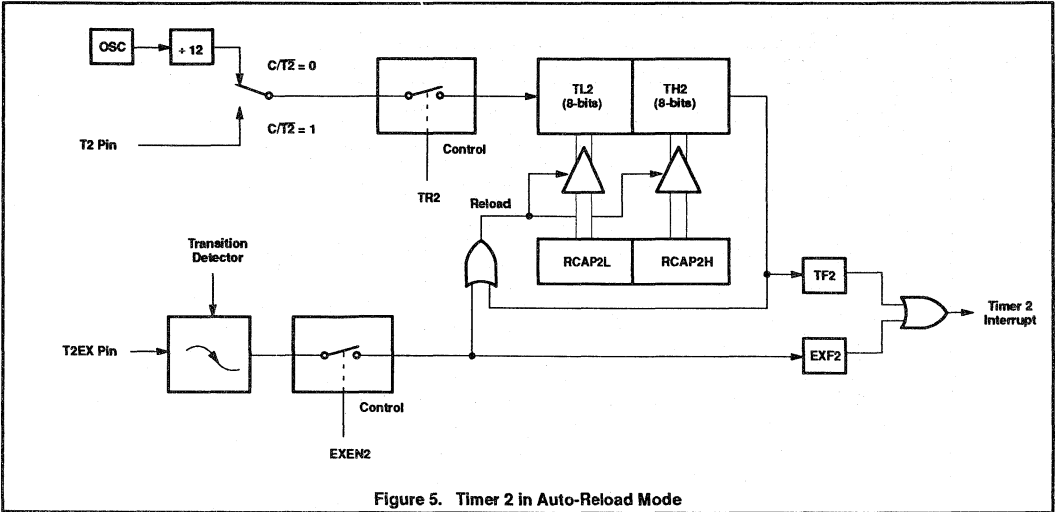 OSC
÷ 12
C/T2 = 0
C/T2 = 1
T2 Pin
Control
TR2
TL2
(8-bits)
TH2
(8-bits)
Reload
RCAP2L
RCAP2H
Transition
Detector
T2EX Pin
Control
EXEN2
TF2
EXF2
Timer 2
Interrupt
Figure 5. Timer 2 in Auto-Reload Mode